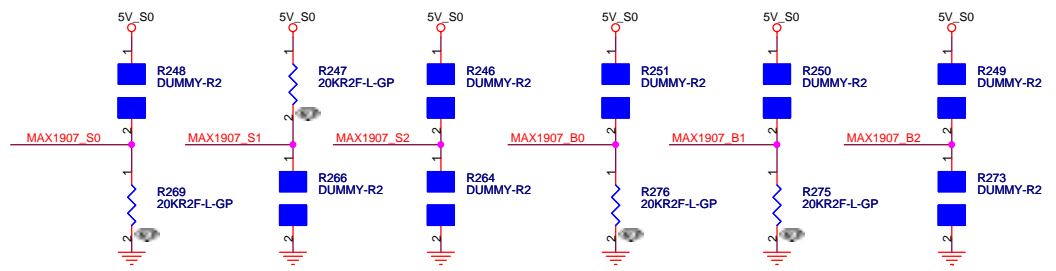 5V_S0
1
R248
DUMMY-R2
2
MAX1907_S0
1
R269
20KR2F-L-GP
2
5V_S0
1
R247
20KR2F-L-GP
2
MAX1907_S1
1
R266
DUMMY-R2
2
5V_S0
1
R246
DUMMY-R2
2
MAX1907_S2
1
R264
DUMMY-R2
2
5V_S0
1
R251
DUMMY-R2
2
MAX1907_B0
1
R276
20KR2F-L-GP
2
5V_S0
1
R250
DUMMY-R2
2
MAX1907_B1
1
R275
20KR2F-L-GP
2
5V_S0
1
R249
DUMMY-R2
2
MAX1907_B2
1
R273
DUMMY-R2
2